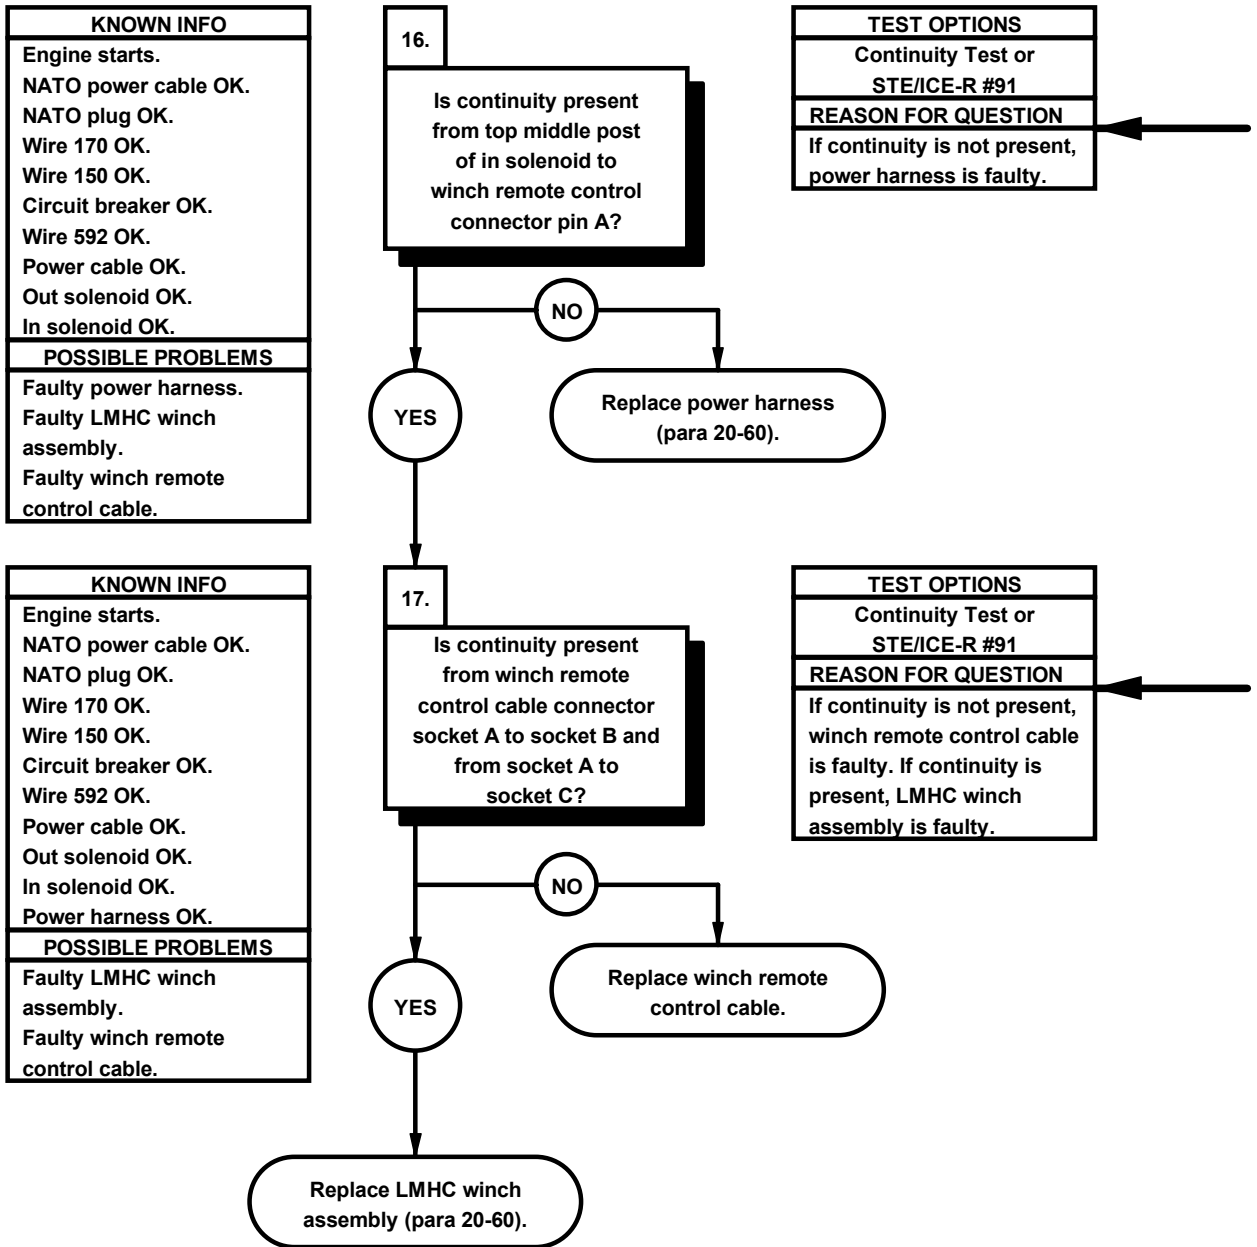 KNOWN INFO
Engine starts.
NATO power cable OK.
NATO plug OK.
Wire 170 OK.
Wire 150 OK.
Circuit breaker OK.
Wire 592 OK.
Power cable OK.
Out solenoid OK.
In solenoid OK.
POSSIBLE PROBLEMS
Faulty power harness.
Faulty LMHC winch
assembly.
Faulty winch remote
control cable.
16.
Is continuity present
from top middle post
of in solenoid to
winch remote control
connector pin A?
NO
YES
Replace power harness
(para 20-60).
TEST OPTIONS
Continuity Test or
STE/ICE-R #91
REASON FOR QUESTION
If continuity is not present,
power harness is faulty.
KNOWN INFO
Engine starts.
NATO power cable OK.
NATO plug OK.
Wire 170 OK.
Wire 150 OK.
Circuit breaker OK.
Wire 592 OK.
Power cable OK.
Out solenoid OK.
In solenoid OK.
Power harness OK.
POSSIBLE PROBLEMS
Faulty LMHC winch
assembly.
Faulty winch remote
control cable.
17.
Is continuity present
from winch remote
control cable connector
socket A to socket B and
from socket A to
socket C?
NO
YES
Replace winch remote
control cable.
Replace LMHC winch
assembly (para 20-60).
TEST OPTIONS
Continuity Test or
STE/ICE-R #91
REASON FOR QUESTION
If continuity is not present,
winch remote control cable
is faulty. If continuity is
present, LMHC winch
assembly is faulty.